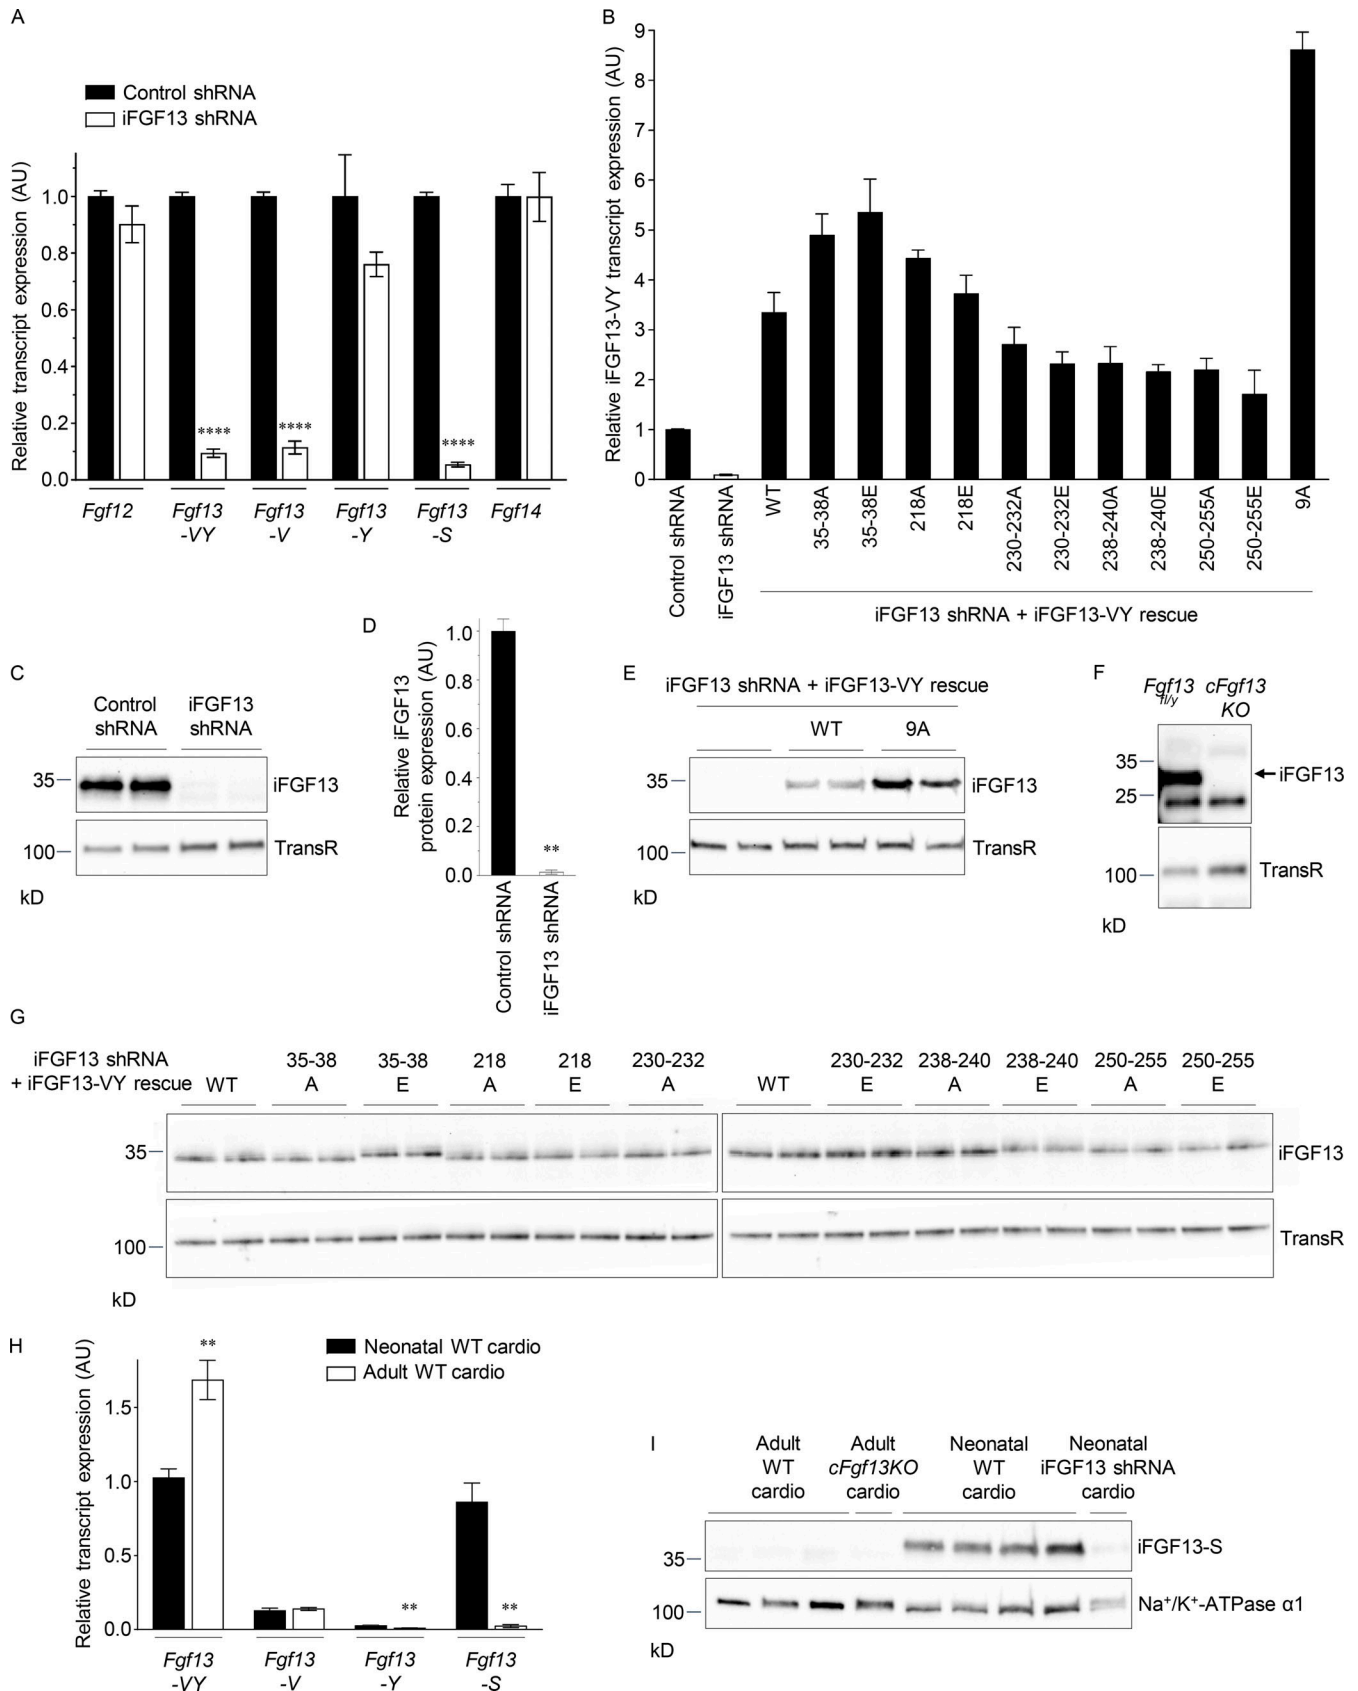 A
Control shRNA
iFGF13 shRNA
Relative transcript expression (AU)
1.0
0.8
0.6
0.4
0.2
0.0
****
****
****
Fgf12
Fgf13
-VY
Fgf13
-V
Fgf13
-Y
Fgf13
-S
Fgf14
B
Relative iFGF13-VY transcript expression (AU)
9
8
7
6
5
4
3
2
1
0
Control shRNA
iFGF13 shRNA
WT
35-38A
35-38E
218A
218E
230-232A
230-232E
238-240A
238-240E
250-255A
250-255E
9A
iFGF13 shRNA + iFGF13-VY rescue
C
Control
shRNA
iFGF13
shRNA
35
iFGF13
100
TransR
kD
D
Relative iFGF13
protein expression (AU)
1.0
0.8
0.6
0.4
0.2
0.0
**
Control shRNA
iFGF13 shRNA
E
iFGF13 shRNA + iFGF13-VY rescue
WT
9A
35
iFGF13
100
TransR
kD
F
Fgf13
fl/y
cFgf13
KO
35
25
iFGF13
100
TransR
kD
G
iFGF13 shRNA
+ iFGF13-VY rescue
WT
35-38
A
35-38
E
218
A
218
E
230-232
A
WT
230-232
E
238-240
A
238-240
E
250-255
A
250-255
E
35
iFGF13
100
TransR
kD
H
Neonatal WT cardio
Adult WT cardio
Relative transcript expression (AU)
1.5
1.0
0.5
0.0
**
**
**
Fgf13
-VY
Fgf13
-V
Fgf13
-Y
Fgf13
-S
I
Adult
WT
cardio
Adult
cFgf13KO
cardio
Neonatal
WT
cardio
Neonatal
iFGF13 shRNA
cardio
35
iFGF13-S
100
Na⁺/K⁺-ATPase α1
kD